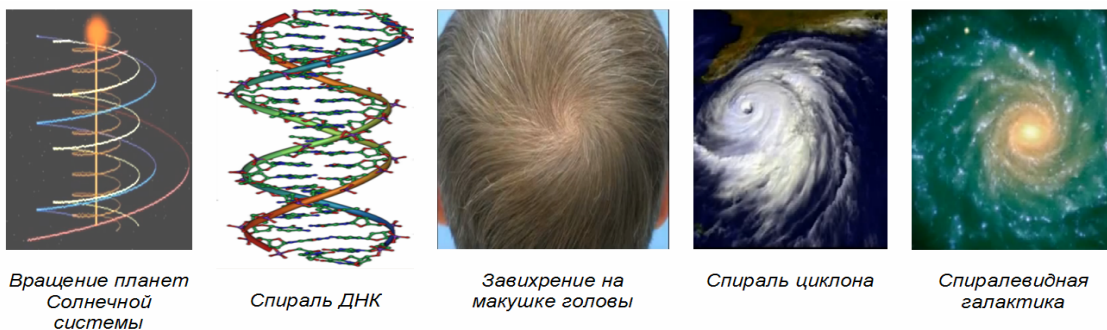 Вращение планет
Солнечной
системы
Спираль ДНК
Завихрение на
макушке головы
Спираль циклона
Спиралевидная
галактика